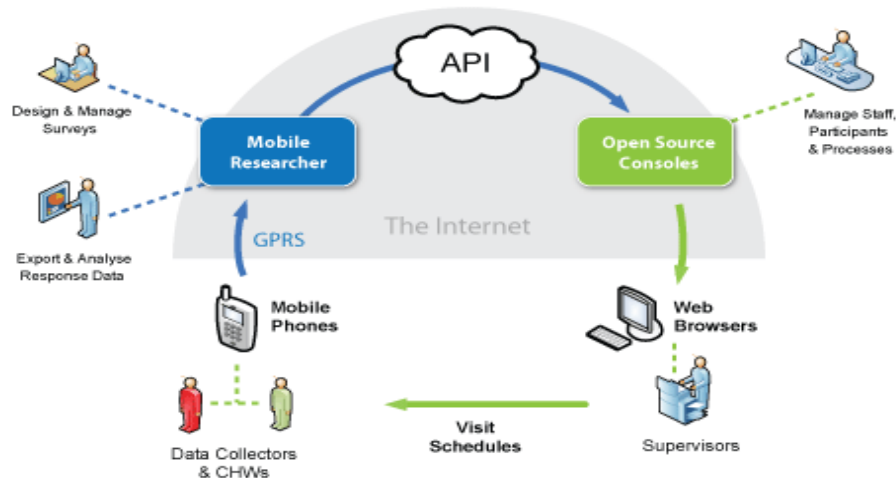 API
Design & Manage
Surveys
Mobile
Researcher
Open Source
Consoles
Manage Staff,
Participants
& Processes
Export & Analyse
Response Data
GPRS
The Internet
Mobile
Phones
Web
Browsers
Data Collectors
& CHWs
Visit
Schedules
Supervisors